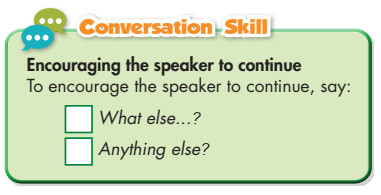 Conversation Skill
Encouraging the speaker to continue
To encourage the speaker to continue, say:
What else...?
Anything else?